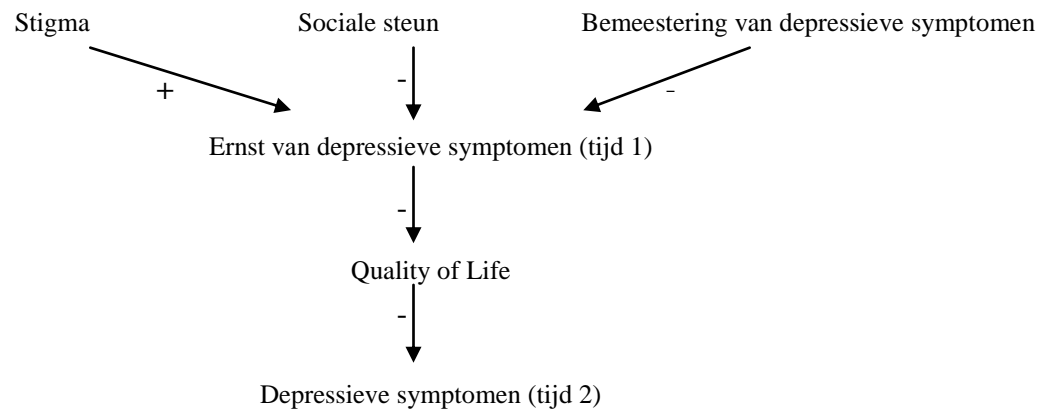 Stigma Sociale steun Bemeestering van depressieve symptomen
+ - -
Ernst van depressieve symptomen (tijd 1)
-
Quality of Life
-
Depressieve symptomen (tijd 2)